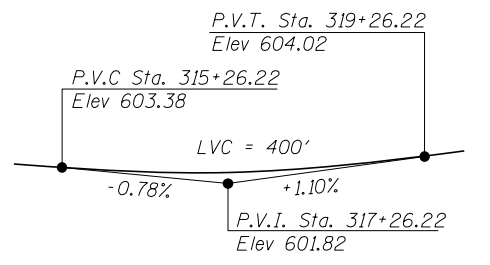 P.V.T. Sta. 319+26.22
Elev 604.02
P.V.C Sta. 315+26.22
Elev 603.38
LVC = 400'
-0.78%
+1.10%
P.V.I. Sta. 317+26.22
Elev 601.82